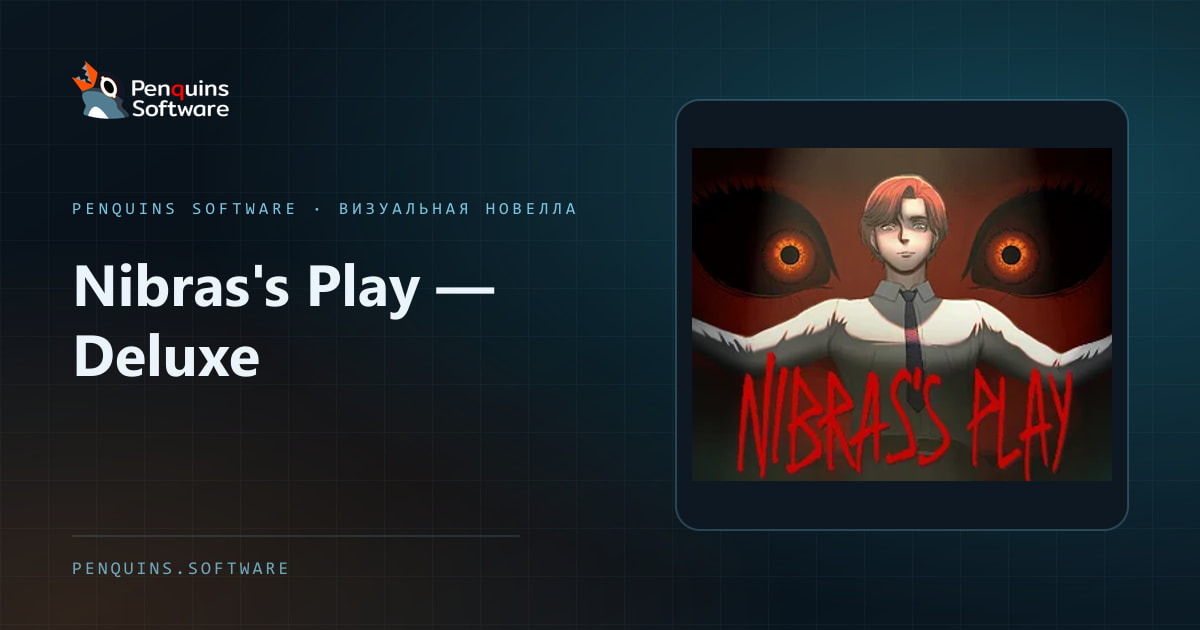 Penquins
Software
PENQUINS SOFTWARE · ВИЗУАЛЬНАЯ НОВЕЛЛА
Nibras's Play —
Deluxe
NIBRAS'S PLAY
PENQUINS.SOFTWARE